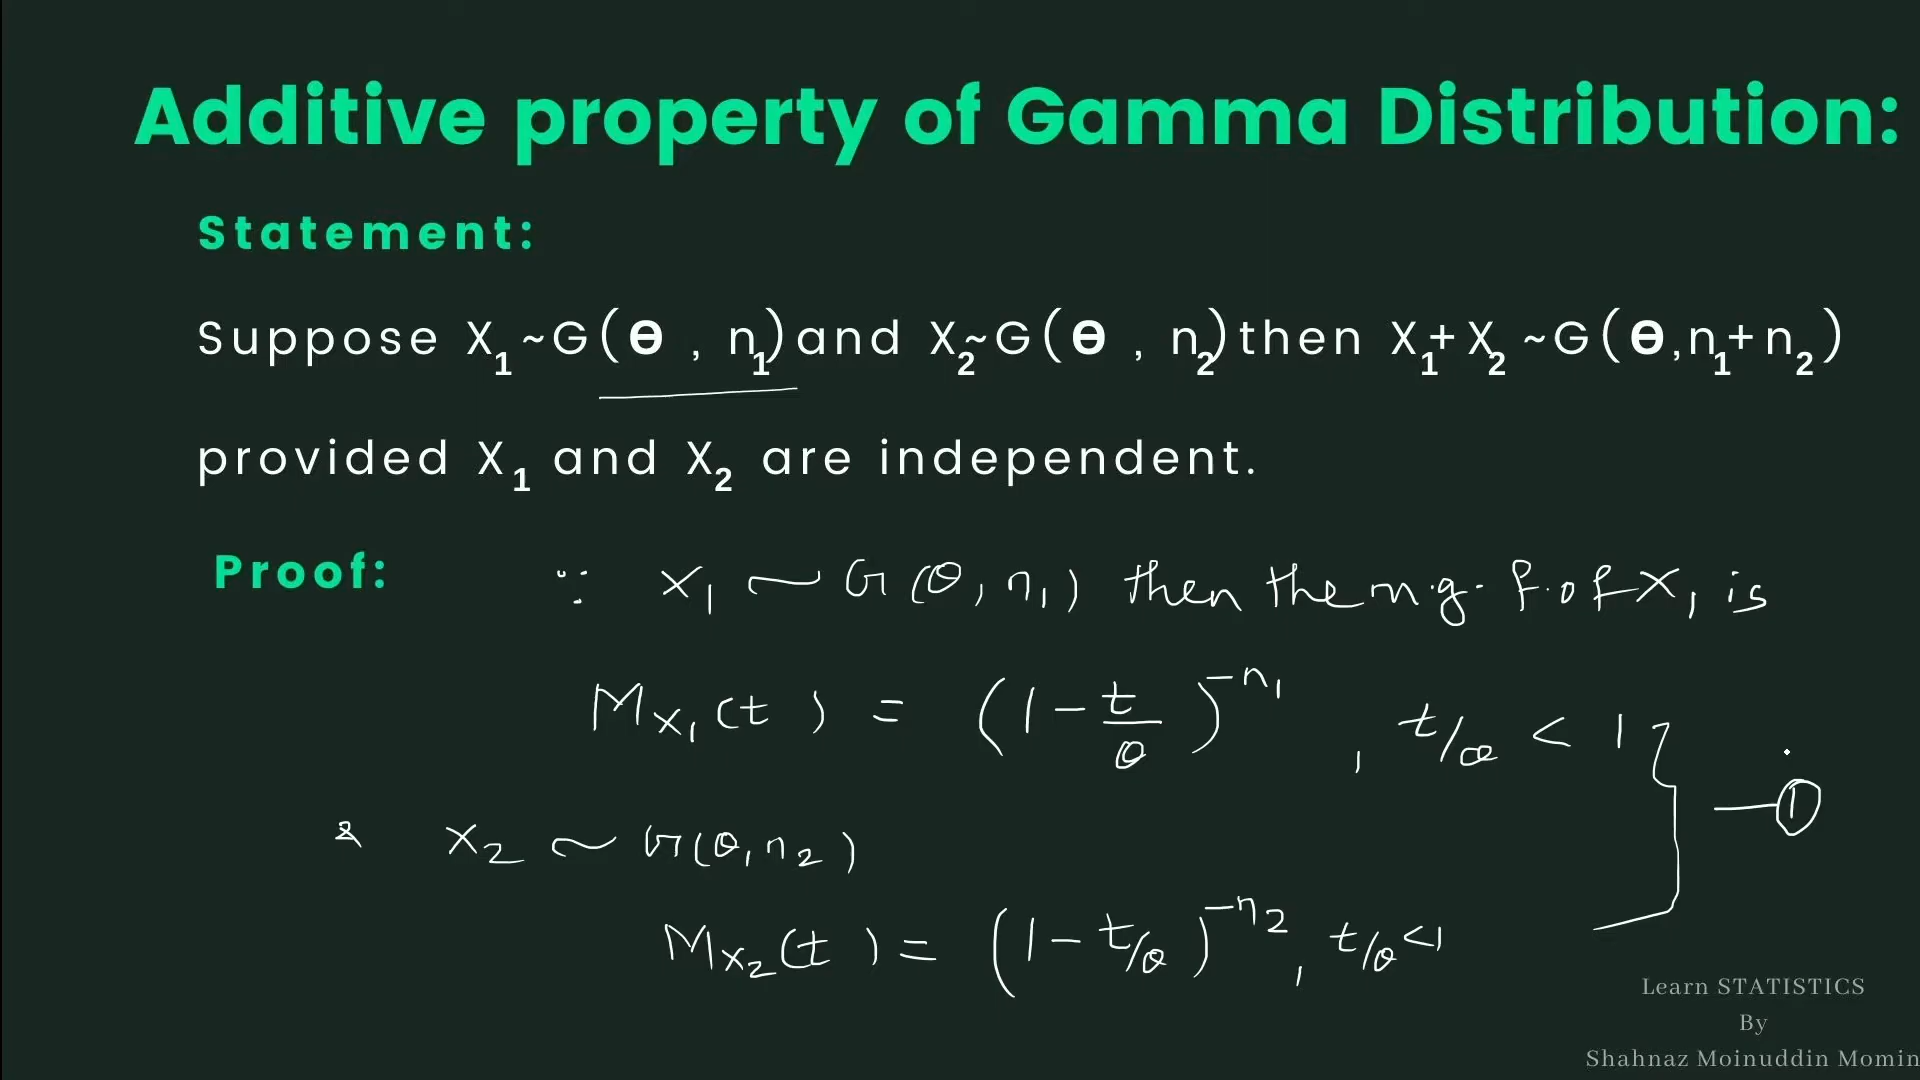 Additive property of Gamma Distribution:
Statement:
Suppose X₁ ~G(θ , n₁) and X₂~G(θ , n₂) then X₁+X₂ ~G(θ,n₁+n₂)
provided X₁ and X₂ are independent.
Proof: ∵ X₁ ~ G(θ, n₁) then the m.g.f. of X₁ is
M_X₁(t) = (1 - t/θ)^-n₁ , t/θ < 1
— ①
& X₂ ~ G(θ, n₂)
M_X₂(t) = (1 - t/θ)^-n₂ , t/θ <1
Learn STATISTICS
By
Shahnaz Moinuddin Momin